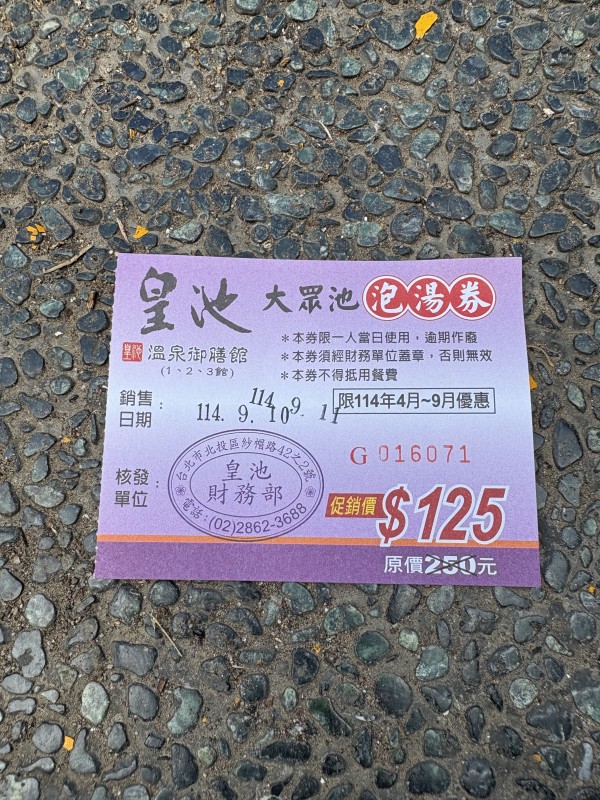 皇池 大眾池 泡湯券
皇池 溫泉御膳館
(1、2、3館)
*本券限一人當日使用，逾期作廢
*本券須經財務單位蓋章，否則無效
*本券不得抵用餐費
銷售日期：
114. 9. 10
114. 9. 11
限114年4月~9月優惠
G 016071
核發單位：
台北市北投區紗帽路42之2號
皇池
財務部
電話：(02)2862-3688
促銷價 $125
原價250元